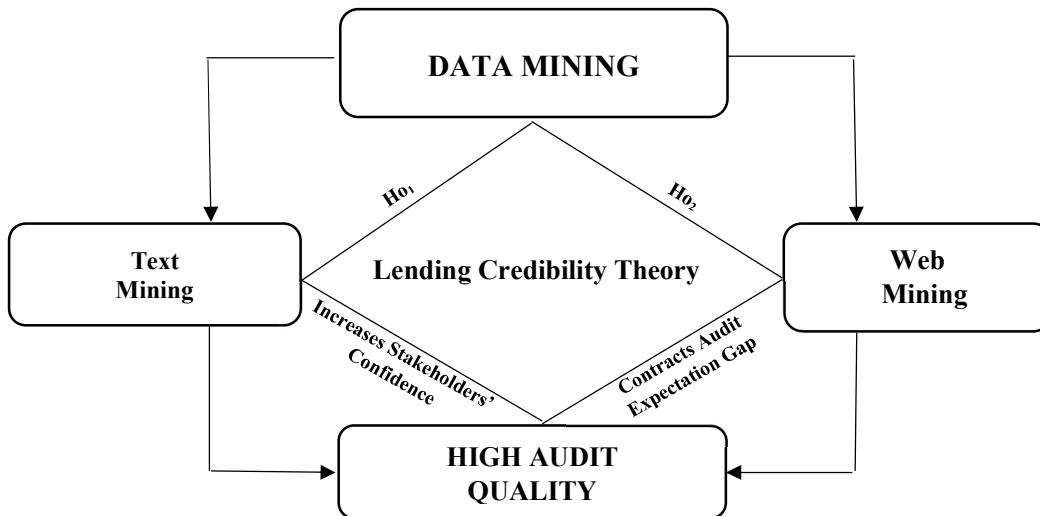 DATA MINING
Ho₁
Ho₂
Text
Mining
Lending Credibility Theory
Web
Mining
Increases Stakeholders’
Confidence
Contracts Audit
Expectation Gap
HIGH AUDIT
QUALITY